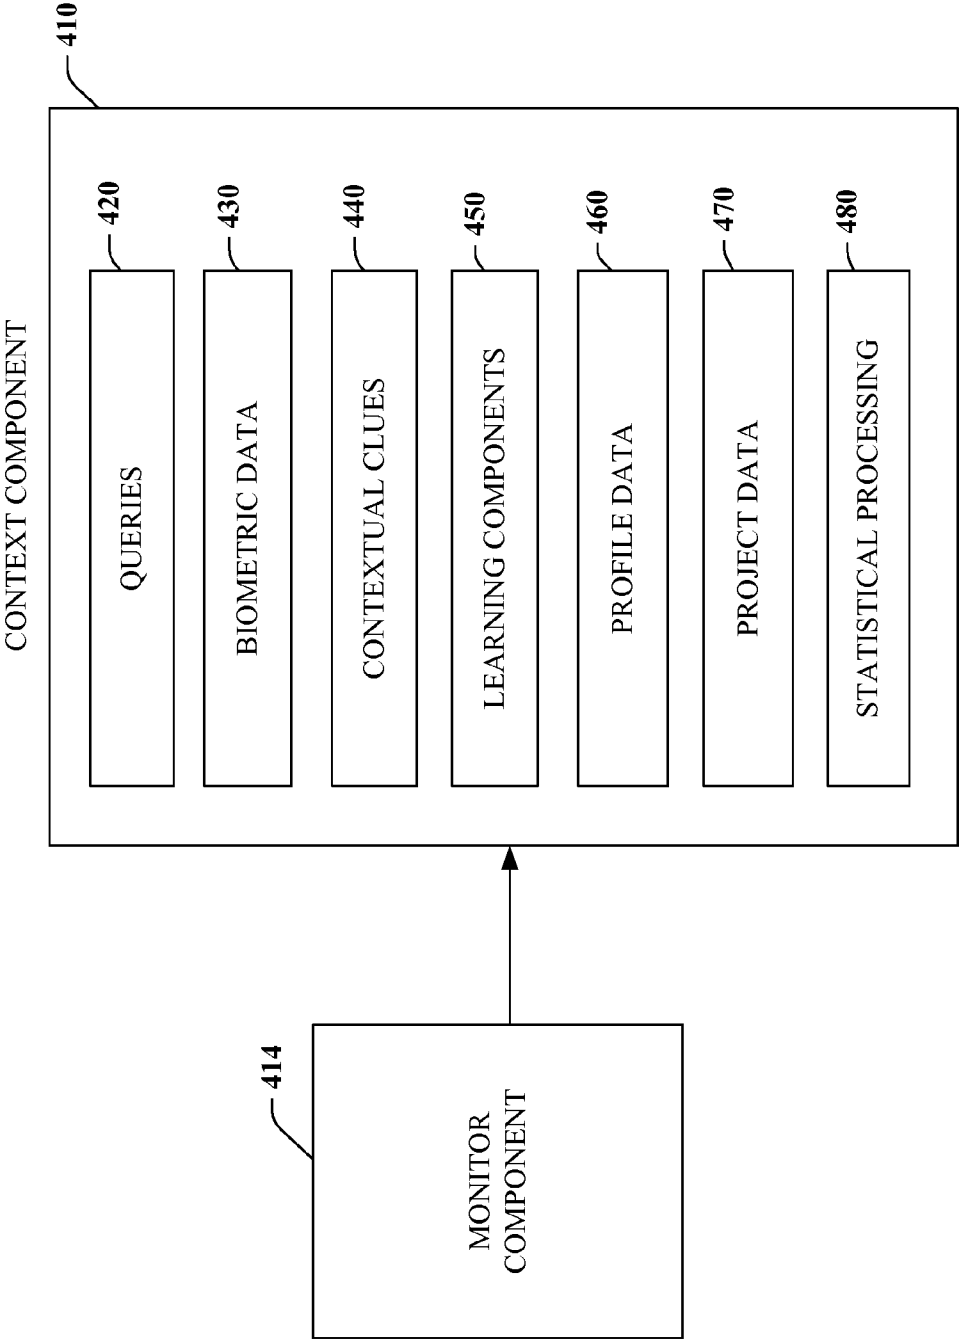 CONTEXT COMPONENT
410
QUERIES
420
BIOMETRIC DATA
430
CONTEXTUAL CLUES
440
LEARNING COMPONENTS
450
PROFILE DATA
460
PROJECT DATA
470
STATISTICAL PROCESSING
480
MONITOR
COMPONENT
414